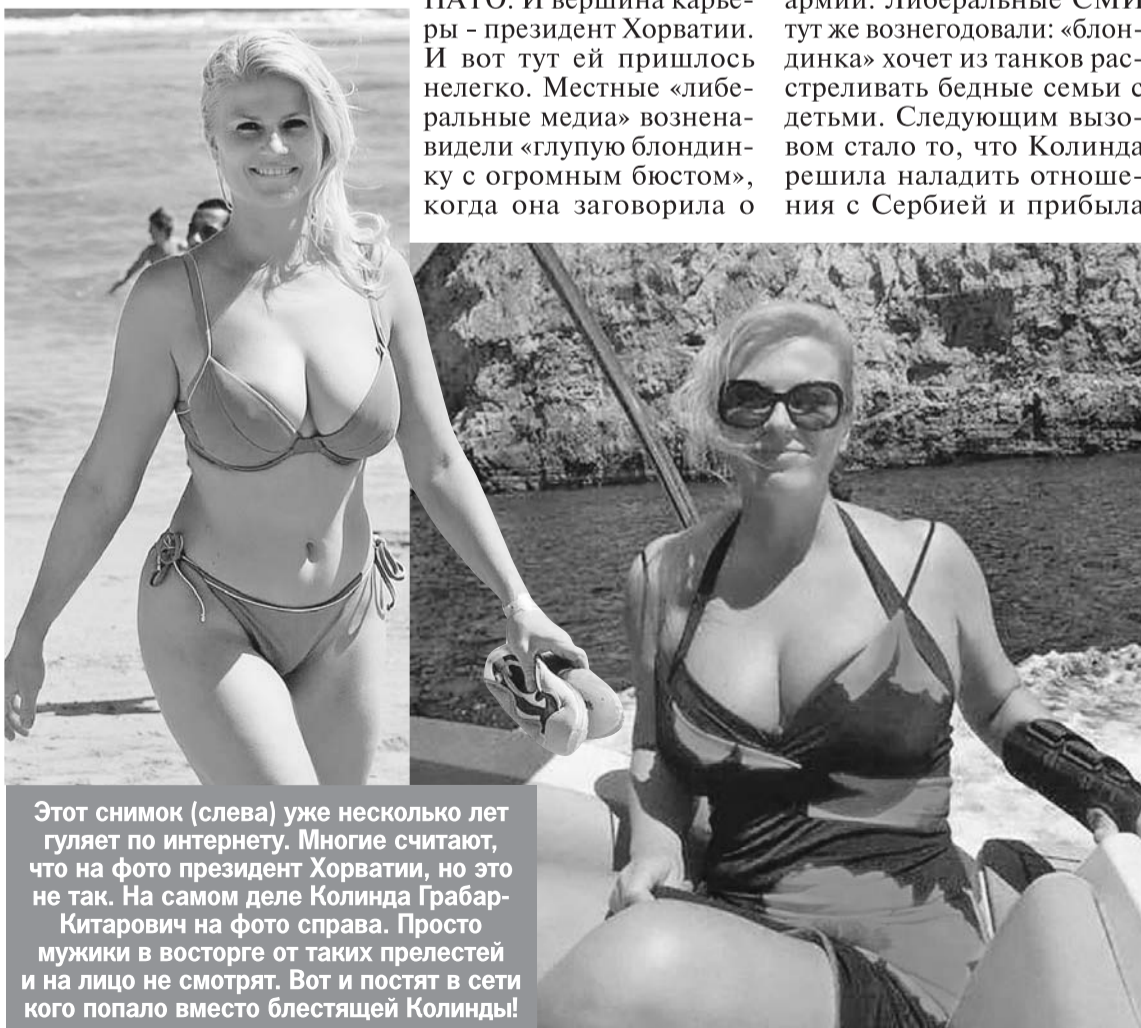 НАТО. И вершина карье-
ры – президент Хорватии.
И вот тут ей пришлось
нелегко. Местные «либе-
ральные медиа» вознена-
видели «глупую блондин-
ку с огромным бюстом»,
когда она заговорила о
армии. Либеральные СМИ
тут же вознегодовали: «блон-
динка» хочет из танков рас-
стреливать бедные семьи с
детьми. Следующим вызо-
вом стало то, что Колинда
решила наладить отноше-
ния с Сербией и прибыла
Этот снимок (слева) уже несколько лет
гуляет по интернету. Многие считают,
что на фото президент Хорватии, но это
не так. На самом деле Колинда Грабар-
Китарович на фото справа. Просто
мужики в восторге от таких прелестей
и на лицо не смотрят. Вот и постят в сети
кого попало вместо блестящей Колинды!